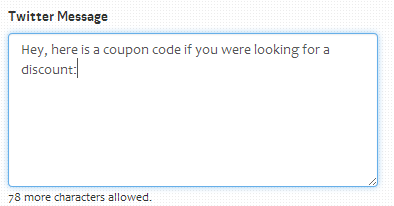 Twitter Message
Hey, here is a coupon code if you were looking for a
discount:
78 more characters allowed.